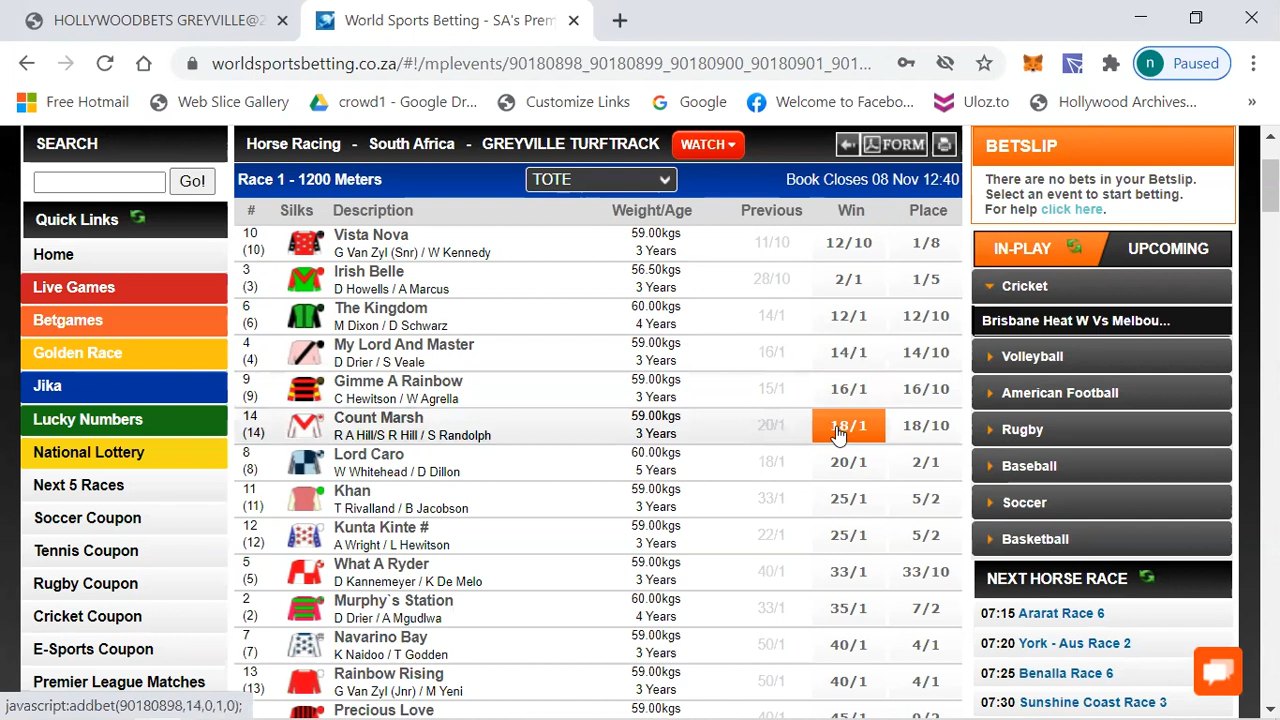 HOLLYWOODBETS GREYVILLE@2
World Sports Betting - SA's Prem
worldsportsbetting.co.za/#!/mplevents/90180898_90180899_90180900_90180901_901...
n Paused
Free Hotmail Web Slice Gallery crowd1 - Google Dr... Customize Links Google Welcome to Faceboo... Uloz.to Hollywood Archives... »
SEARCH
Go!
Quick Links
Home
Live Games
Betgames
Golden Race
Jika
Lucky Numbers
National Lottery
Next 5 Races
Soccer Coupon
Tennis Coupon
Rugby Coupon
Cricket Coupon
E-Sports Coupon
Premier League Matches
Horse Racing - South Africa - GREYVILLE TURFTRACK WATCH FORM
Race 1 - 1200 Meters TOTE Book Closes 08 Nov 12:40
# Silks Description Weight/Age Previous Win Place
10 Vista Nova 59.00kgs 11/10 12/10 1/8
(10) G Van Zyl (Snr) / W Kennedy 3 Years
3 Irish Belle 56.50kgs 28/10 2/1 1/5
(3) D Howells / A Marcus 3 Years
6 The Kingdom 60.00kgs 14/1 12/1 12/10
(6) M Dixon / D Schwarz 4 Years
4 My Lord And Master 59.00kgs 16/1 14/1 14/10
(4) D Drier / S Veale 3 Years
9 Gimme A Rainbow 59.00kgs 15/1 16/1 16/10
(9) C Hewitson / W Agrella 3 Years
14 Count Marsh 59.00kgs 20/1 18/1 18/10
(14) R A Hill/S R Hill / S Randolph 3 Years
8 Lord Caro 60.00kgs 18/1 20/1 2/1
(8) W Whitehead / D Dillon 5 Years
11 Khan 59.00kgs 33/1 25/1 5/2
(11) T Rivalland / B Jacobson 3 Years
12 Kunta Kinte # 59.00kgs 22/1 25/1 5/2
(12) A Wright / L Hewitson 3 Years
5 What A Ryder 59.00kgs 40/1 33/1 33/10
(5) D Kannemeyer / K De Melo 3 Years
2 Murphy`s Station 60.00kgs 33/1 35/1 7/2
(2) D Drier / A Mgudlwa 4 Years
7 Navarino Bay 59.00kgs 50/1 40/1 4/1
(7) K Naidoo / T Godden 3 Years
13 Rainbow Rising 59.00kgs 50/1 40/1 4/1
(13) G Van Zyl (Jnr) / M Yeni 3 Years
Precious Love
BETSLIP
There are no bets in your Betslip.
Select an event to start betting.
For help click here.
IN-PLAY UPCOMING
Cricket
Brisbane Heat W Vs Melbou...
Volleyball
American Football
Rugby
Baseball
Soccer
Basketball
NEXT HORSE RACE
07:15 Ararat Race 6
07:20 York - Aus Race 2
07:25 Benalla Race 6
07:30 Sunshine Coast Race 3
javascript:addbet(90180898,14,0,1,0);